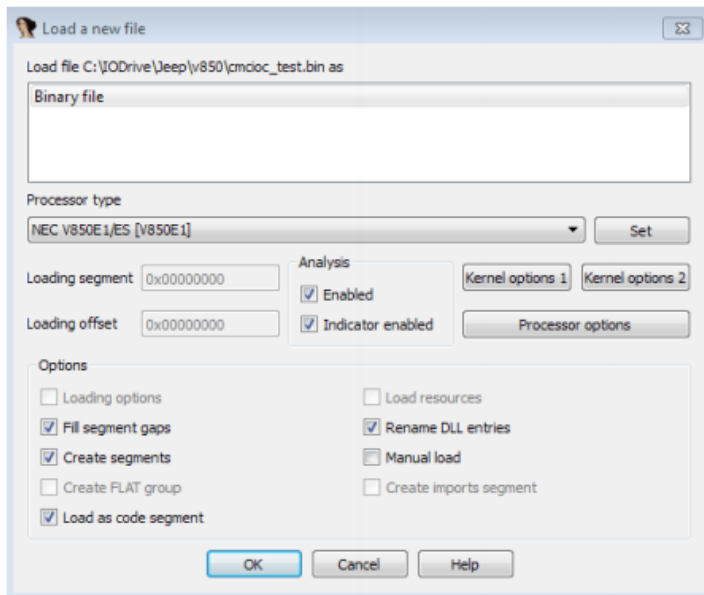 Load a new file
Load file C:\IODrive\Jeep\v850\cmcioc_test.bin as
Binary file
Processor type
NEC V850E1/ES [V850E1]
Set
Analysis
Loading segment 0x00000000
Enabled
Kernel options 1 Kernel options 2
Loading offset 0x00000000
Indicator enabled
Processor options
Options
Loading options
Load resources
Fill segment gaps
Rename DLL entries
Create segments
Manual load
Create FLAT group
Create imports segment
Load as code segment
OK Cancel Help